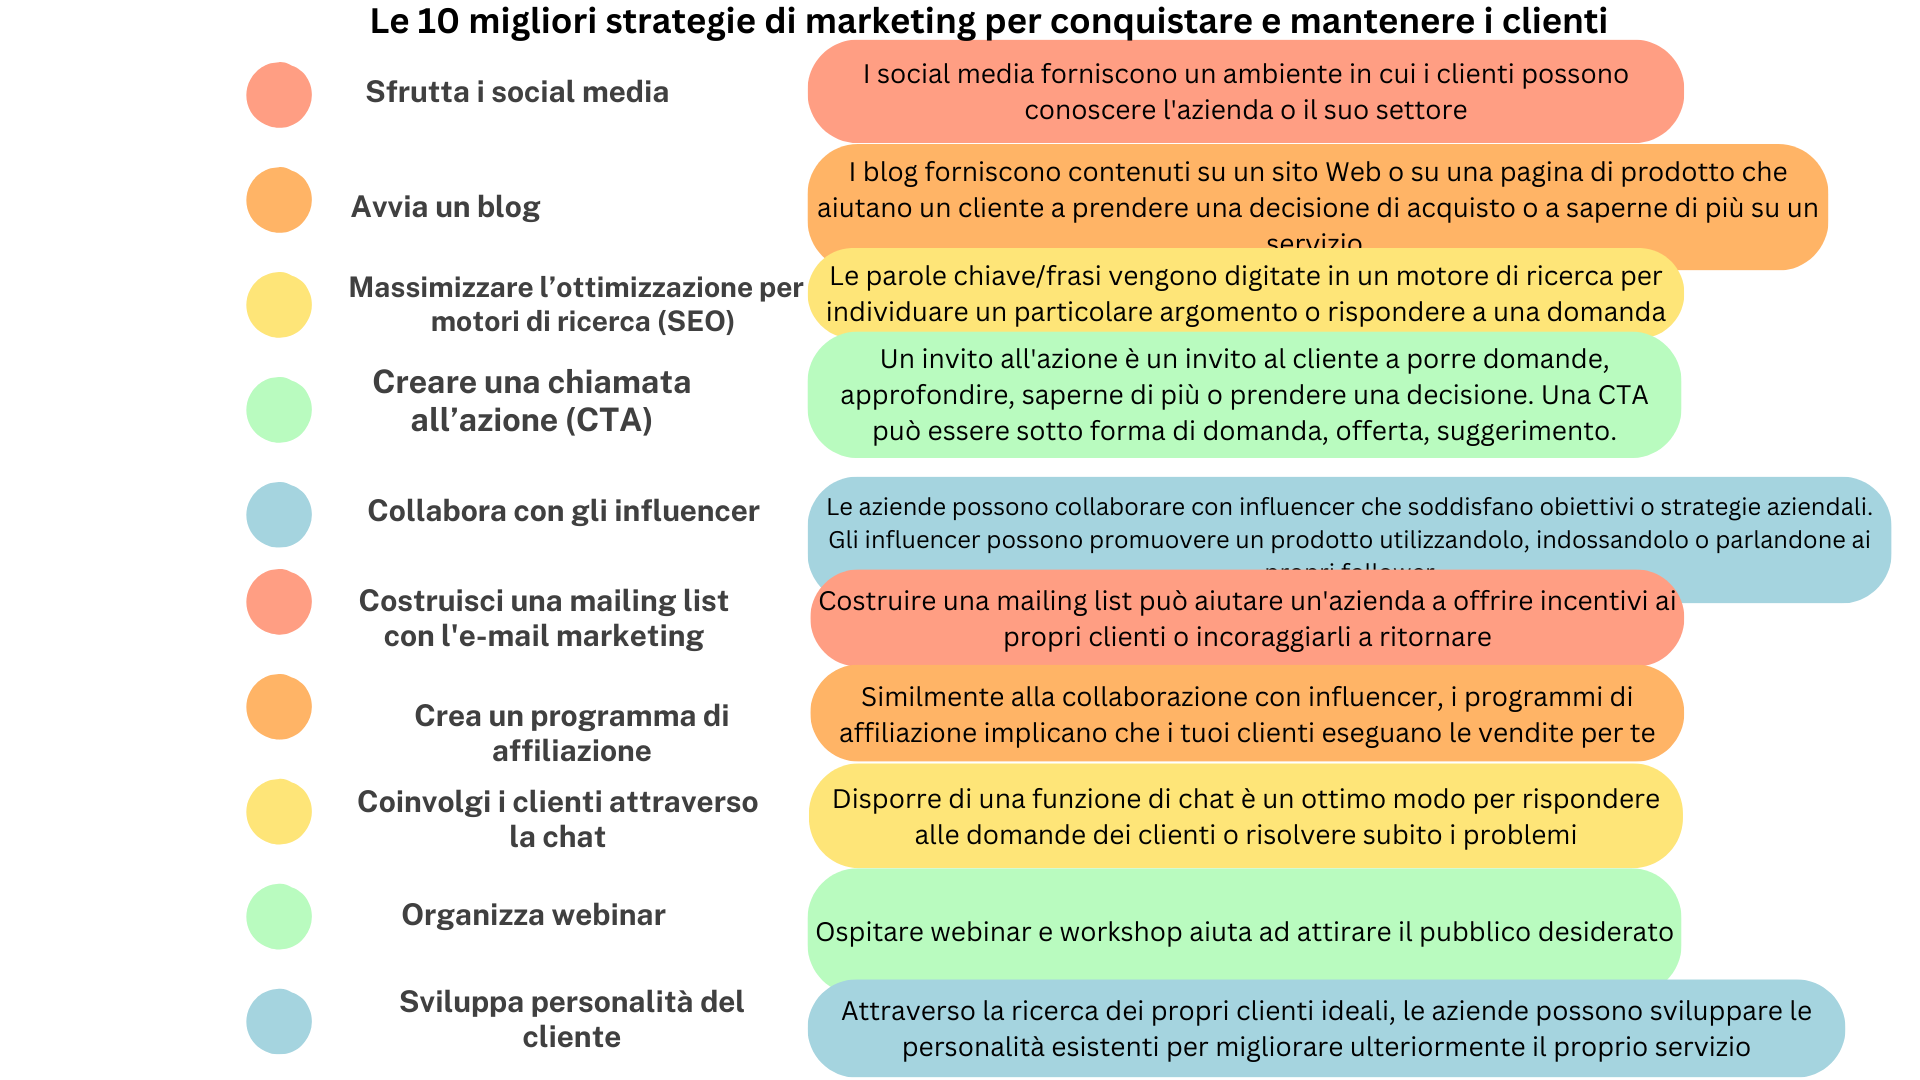 Le 10 migliori strategie di marketing per conquistare e mantenere i clienti
Sfrutta i social media
I social media forniscono un ambiente in cui i clienti possono
conoscere l'azienda o il suo settore
Avvia un blog
I blog forniscono contenuti su un sito Web o su una pagina di prodotto che
aiutano un cliente a prendere una decisione di acquisto o a saperne di più su un
servizio
Massimizzare l’ottimizzazione per
motori di ricerca (SEO)
Le parole chiave/frasi vengono digitate in un motore di ricerca per
individuare un particolare argomento o rispondere a una domanda
Creare una chiamata
all’azione (CTA)
Un invito all'azione è un invito al cliente a porre domande,
approfondire, saperne di più o prendere una decisione. Una CTA
può essere sotto forma di domanda, offerta, suggerimento.
Collabora con gli influencer
Le aziende possono collaborare con influencer che soddisfano obiettivi o strategie aziendali.
Gli influencer possono promuovere un prodotto utilizzandolo, indossandolo o parlandone ai
propri follower
Costruisci una mailing list
con l'e-mail marketing
Costruire una mailing list può aiutare un'azienda a offrire incentivi ai
propri clienti o incoraggiarli a ritornare
Crea un programma di
affiliazione
Similmente alla collaborazione con influencer, i programmi di
affiliazione implicano che i tuoi clienti eseguano le vendite per te
Coinvolgi i clienti attraverso
la chat
Disporre di una funzione di chat è un ottimo modo per rispondere
alle domande dei clienti o risolvere subito i problemi
Organizza webinar
Ospitare webinar e workshop aiuta ad attirare il pubblico desiderato
Sviluppa personalità del
cliente
Attraverso la ricerca dei propri clienti ideali, le aziende possono sviluppare le
personalità esistenti per migliorare ulteriormente il proprio servizio